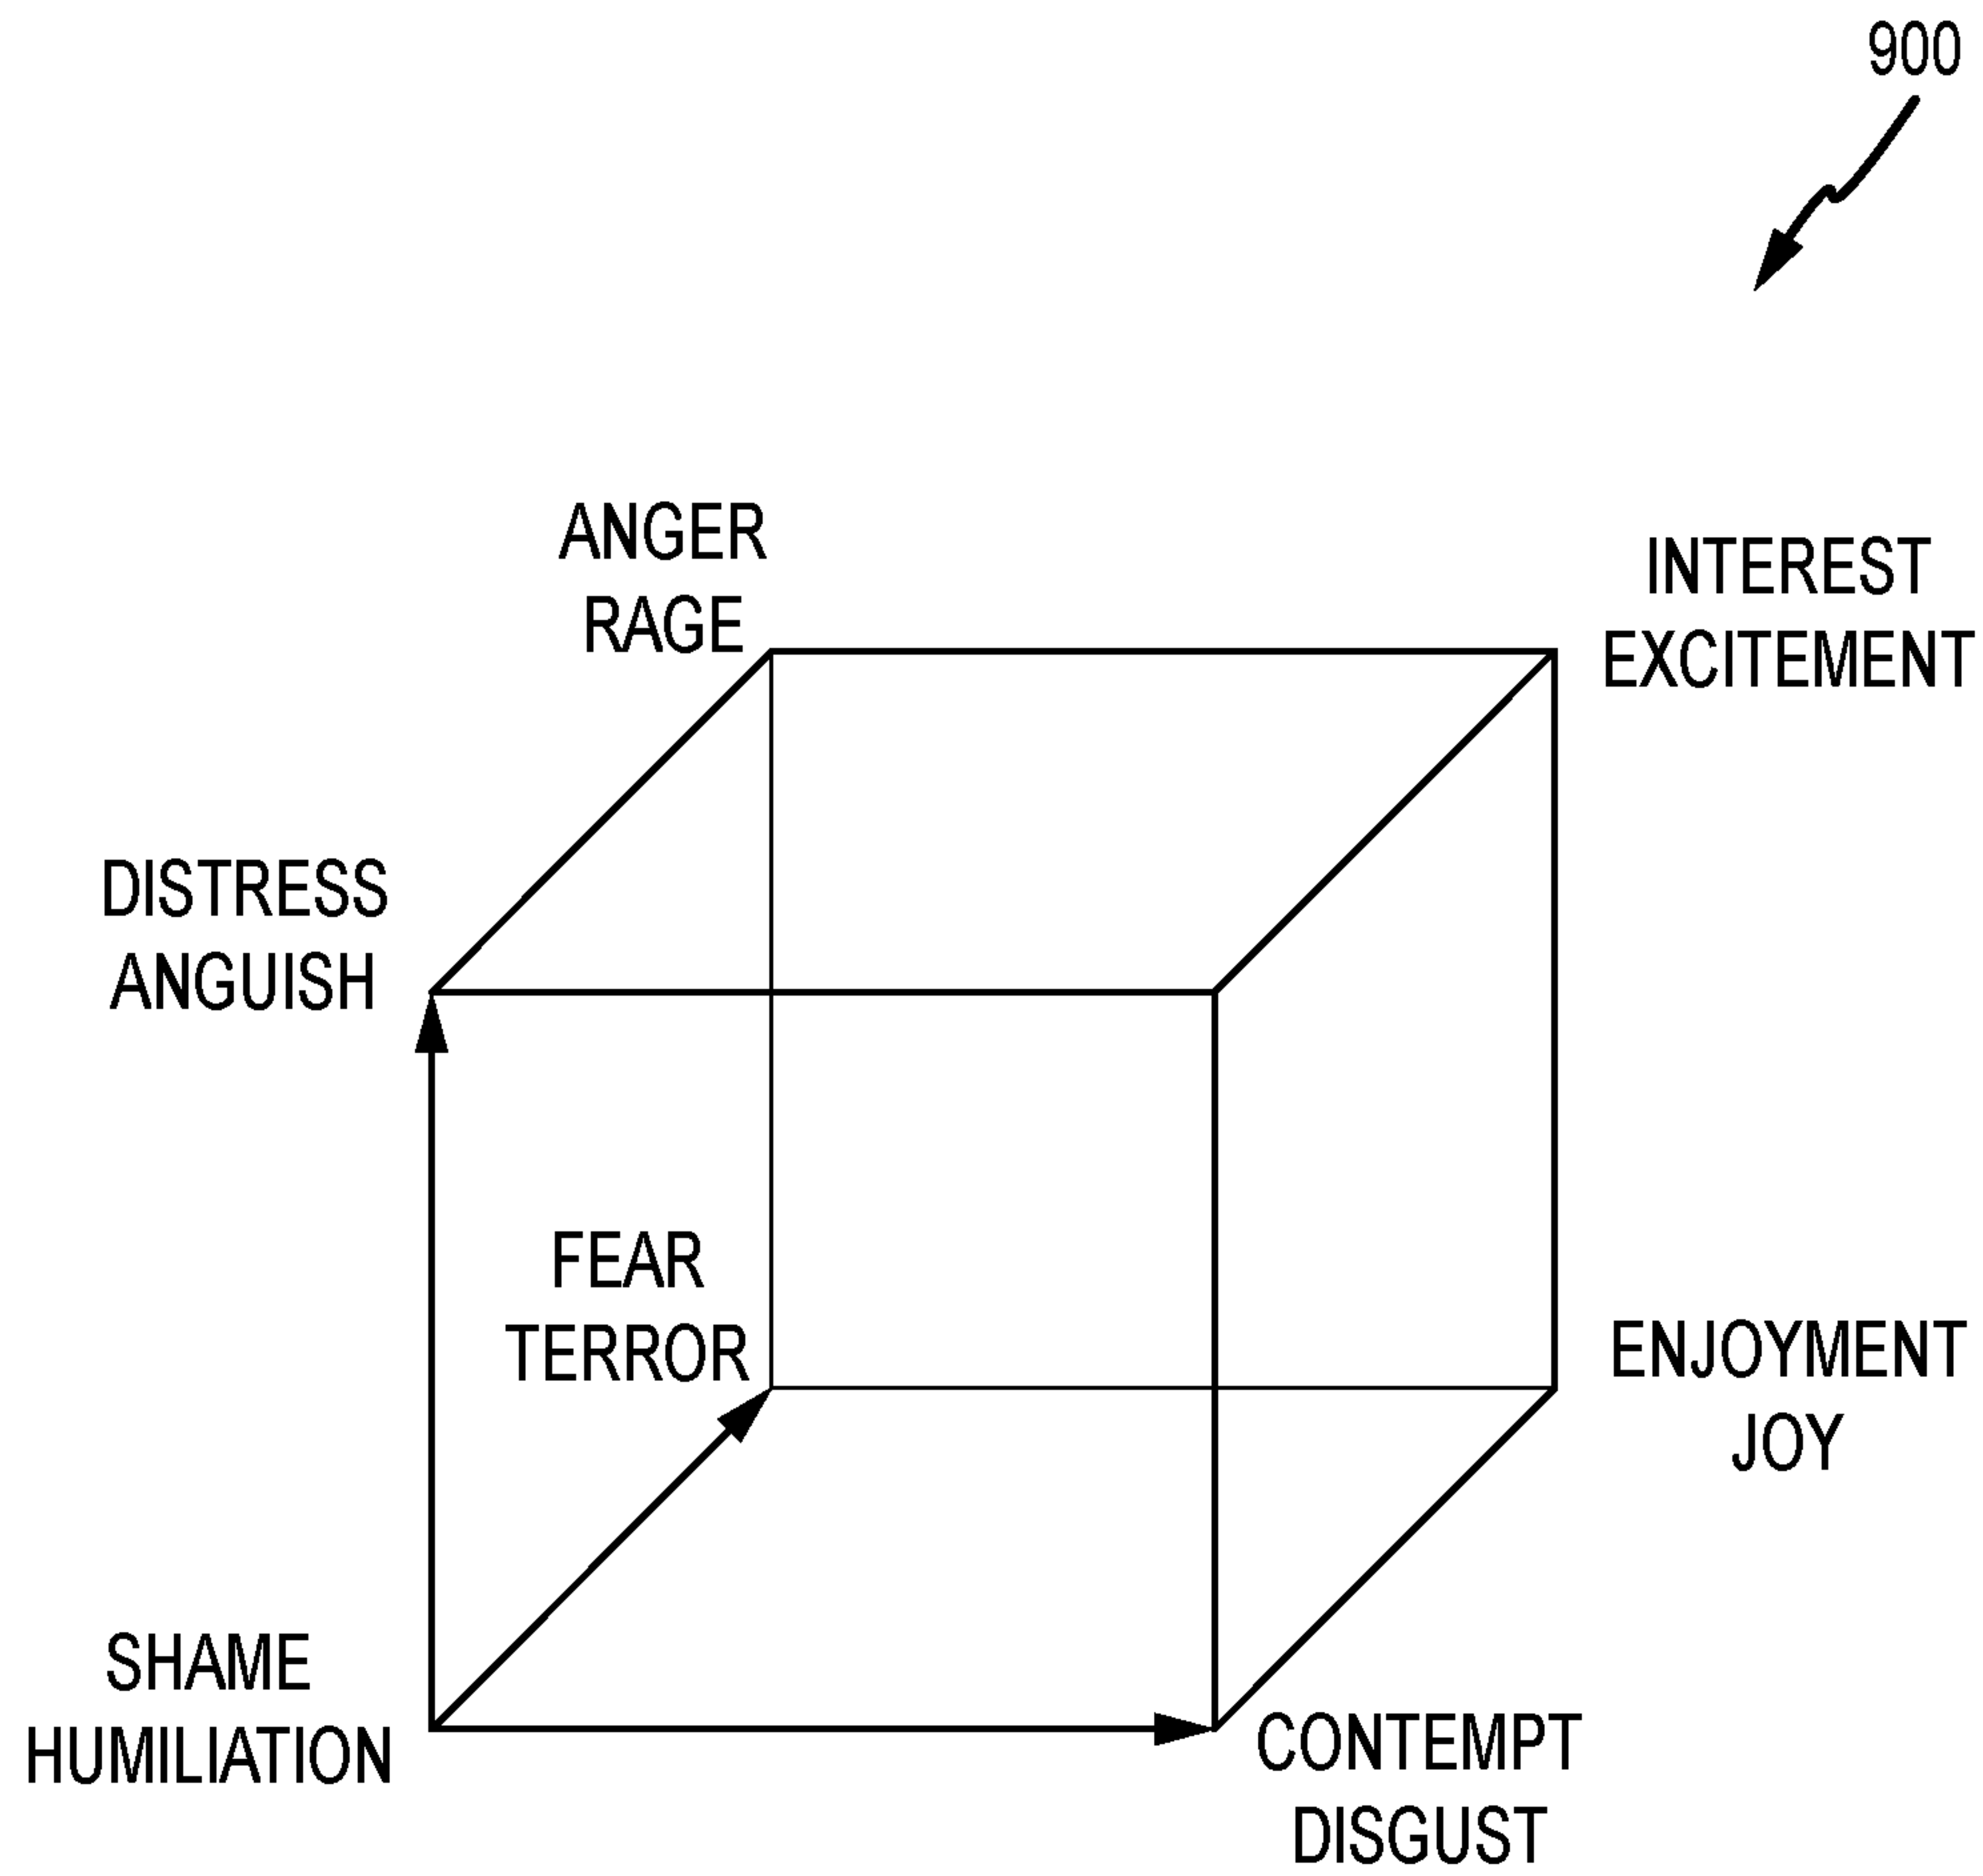 900
ANGER
RAGE
INTEREST
EXCITEMENT
DISTRESS
ANGUISH
FEAR
TERROR
ENJOYMENT
JOY
SHAME
HUMILIATION
CONTEMPT
DISGUST